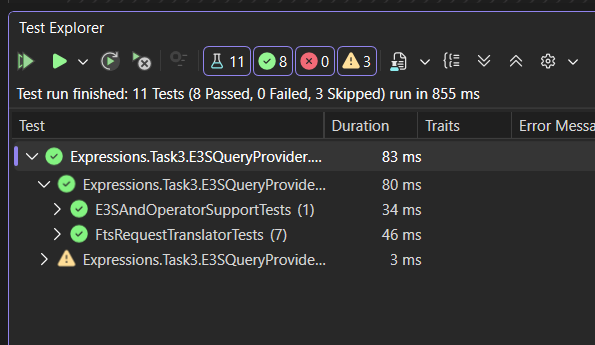 Test Explorer
11 8 0 3
Test run finished: 11 Tests (8 Passed, 0 Failed, 3 Skipped) run in 855 ms
Test Duration Traits Error Messa
Expressions.Task3.E3SQueryProvider.... 83 ms
Expressions.Task3.E3SQueryProvide... 80 ms
E3SAndOperatorSupportTests (1) 34 ms
FtsRequestTranslatorTests (7) 46 ms
Expressions.Task3.E3SQueryProvide... 3 ms